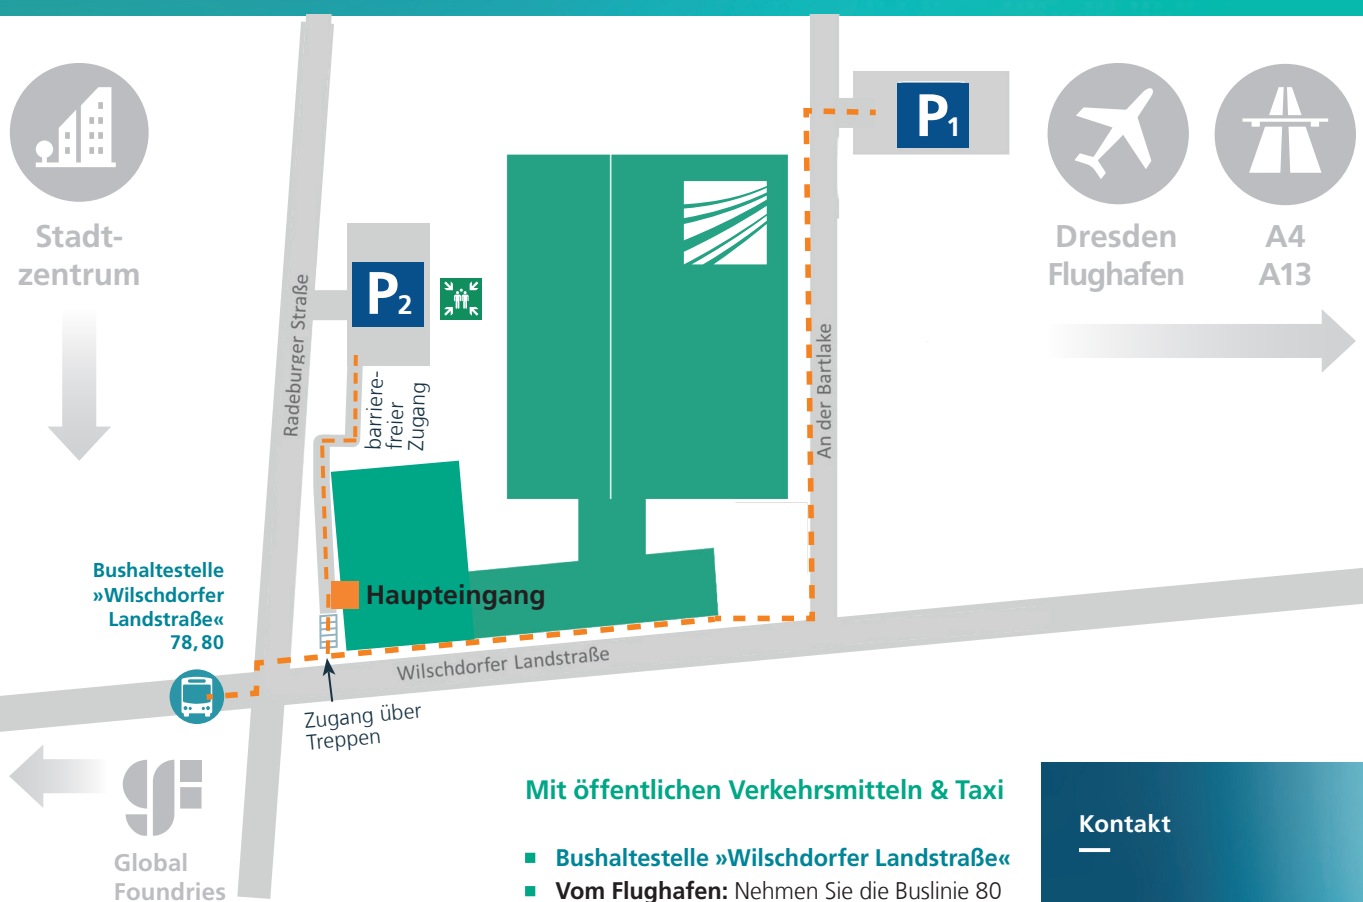 P1
Stadt-
zentrum
Dresden
Flughafen
A4
A13
P2
Radeburger Straße
barriere-
freier
Zugang
An der Bartlake
Bushaltestelle
»Wilschdorfer
Landstraße«
78, 80
Haupteingang
Wilschdorfer Landstraße
Zugang über
Treppen
Global
Foundries
Mit öffentlichen Verkehrsmitteln & Taxi
Bushaltestelle »Wilschdorfer Landstraße«
Vom Flughafen: Nehmen Sie die Buslinie 80
Kontakt